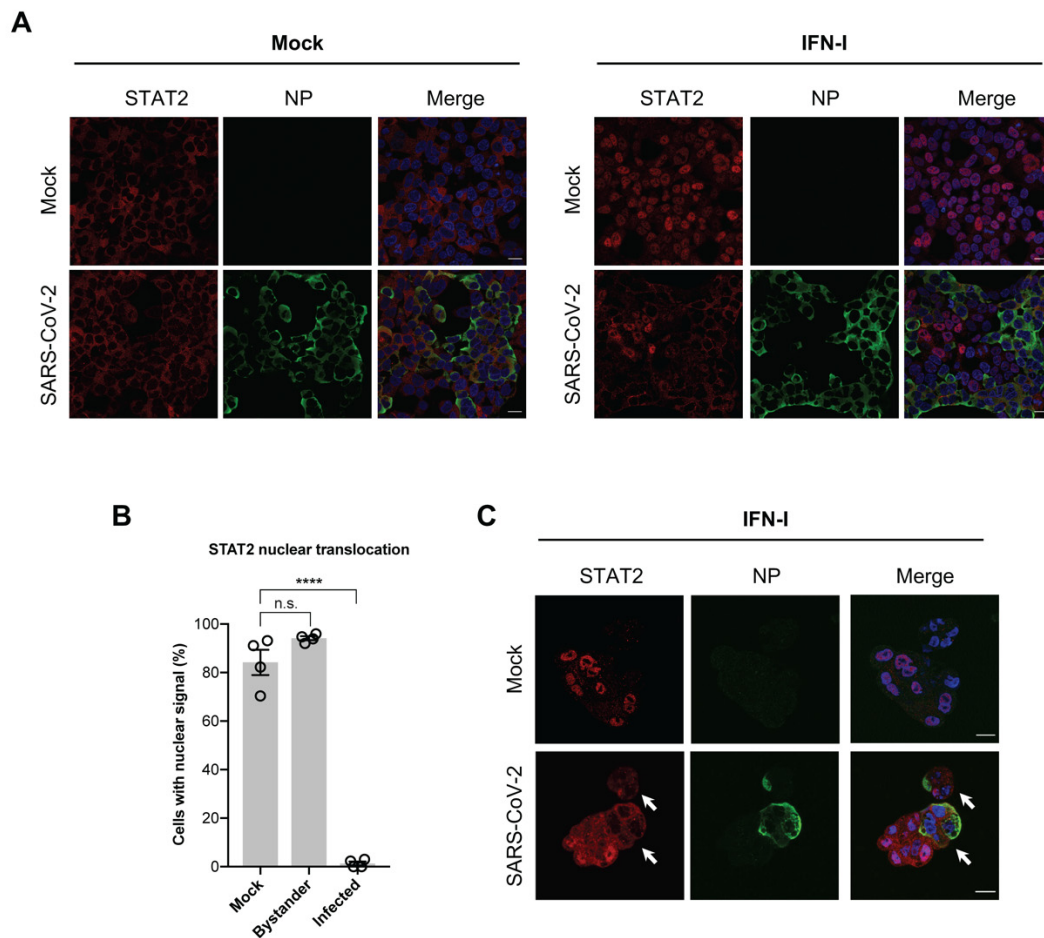 A
Mock
IFN-I
STAT2 NP Merge
STAT2 NP Merge
Mock
Mock
SARS-CoV-2
SARS-CoV-2
B
STAT2 nuclear translocation
****
n.s.
Cells with nuclear signal (%)
100
80
60
40
20
0
Mock
Bystander
Infected
C
IFN-I
STAT2 NP Merge
Mock
SARS-CoV-2